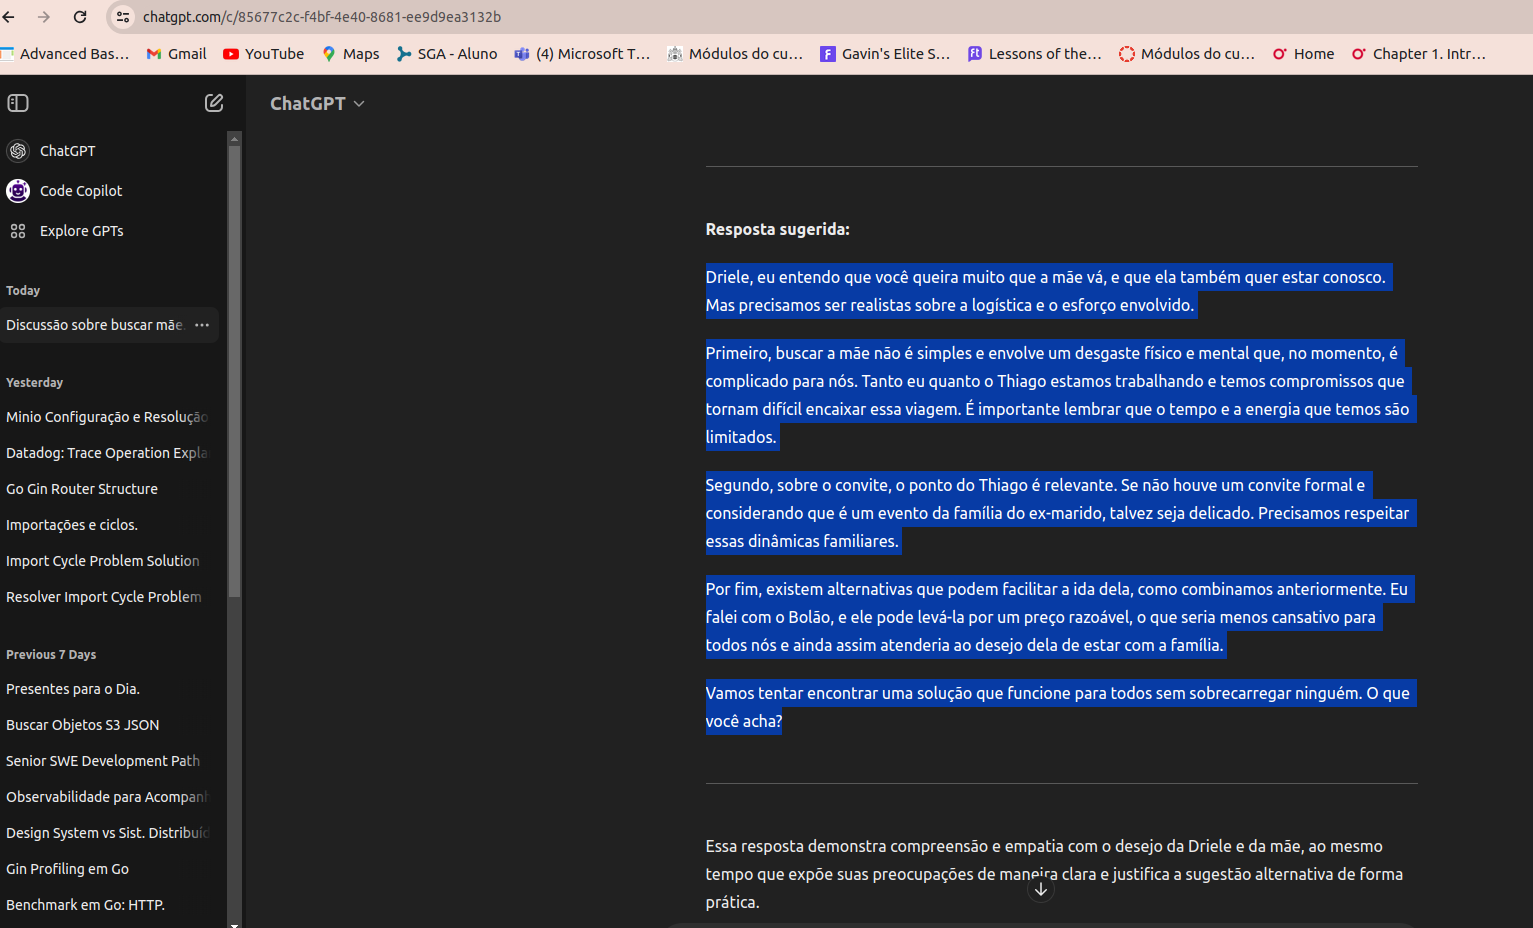 chatgpt.com/c/85677c2c-f4bf-4e40-8681-ee9d9ea3132b
Advanced Bas... Gmail YouTube Maps SGA - Aluno (4) Microsoft T... Módulos do cu... Gavin's Elite S... Lessons of the... Módulos do cu... Home Chapter 1. Intr...
ChatGPT
ChatGPT
Code Copilot
Explore GPTs
Today
Discussão sobre buscar mãe.
Yesterday
Minio Configuração e Resolução
Datadog: Trace Operation Expla
Go Gin Router Structure
Importações e ciclos.
Import Cycle Problem Solution
Resolver Import Cycle Problem
Previous 7 Days
Presentes para o Dia.
Buscar Objetos S3 JSON
Senior SWE Development Path
Observabilidade para Acompanh
Design System vs Sist. Distribuíd
Gin Profiling em Go
Benchmark em Go: HTTP.
Resposta sugerida:
Driele, eu entendo que você queira muito que a mãe vá, e que ela também quer estar conosco.
Mas precisamos ser realistas sobre a logística e o esforço envolvido.
Primeiro, buscar a mãe não é simples e envolve um desgaste físico e mental que, no momento, é
complicado para nós. Tanto eu quanto o Thiago estamos trabalhando e temos compromissos que
tornam difícil encaixar essa viagem. É importante lembrar que o tempo e a energia que temos são
limitados.
Segundo, sobre o convite, o ponto do Thiago é relevante. Se não houve um convite formal e
considerando que é um evento da família do ex-marido, talvez seja delicado. Precisamos respeitar
essas dinâmicas familiares.
Por fim, existem alternativas que podem facilitar a ida dela, como combinamos anteriormente. Eu
falei com o Bolão, e ele pode levá-la por um preço razoável, o que seria menos cansativo para
todos nós e ainda assim atenderia ao desejo dela de estar com a família.
Vamos tentar encontrar uma solução que funcione para todos sem sobrecarregar ninguém. O que
você acha?
Essa resposta demonstra compreensão e empatia com o desejo da Driele e da mãe, ao mesmo
tempo que expõe suas preocupações de maneira clara e justifica a sugestão alternativa de forma
prática.